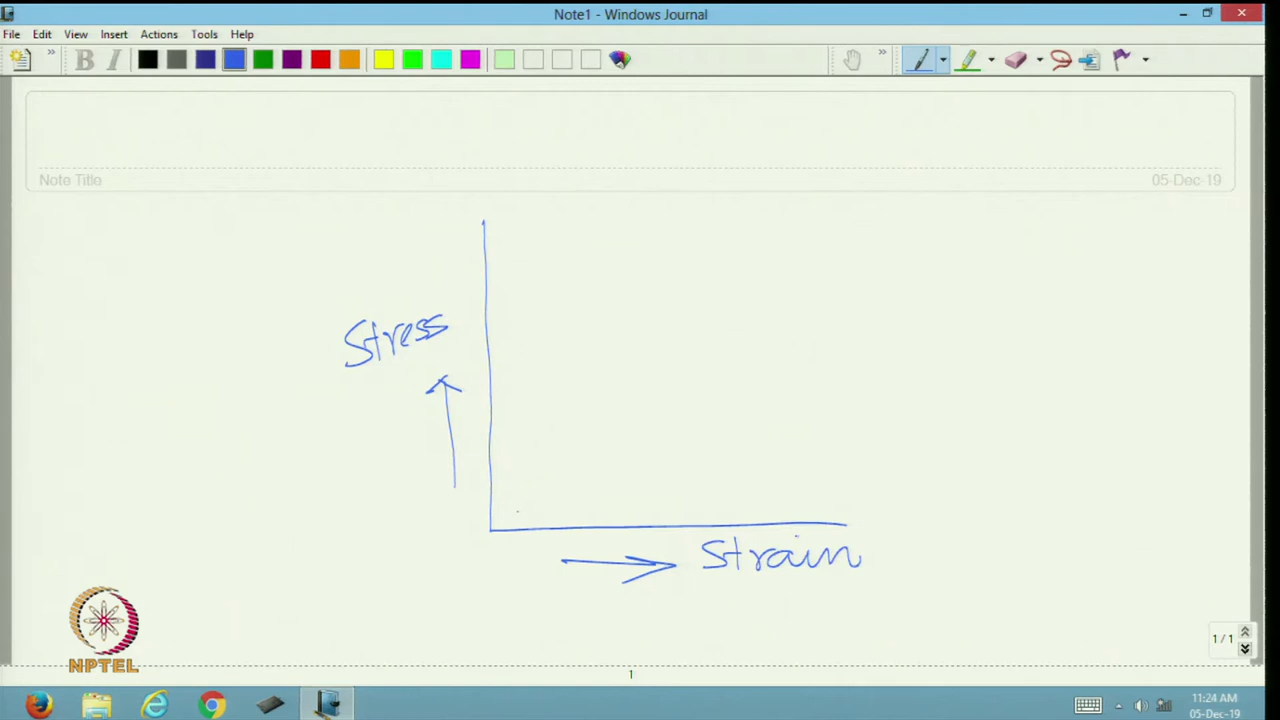 Note1 - Windows Journal
File Edit View Insert Actions Tools Help
B I
Note Title
05-Dec-19
Stress
Strain
NPTEL
1 / 1
1
11:24 AM
05-Dec-19